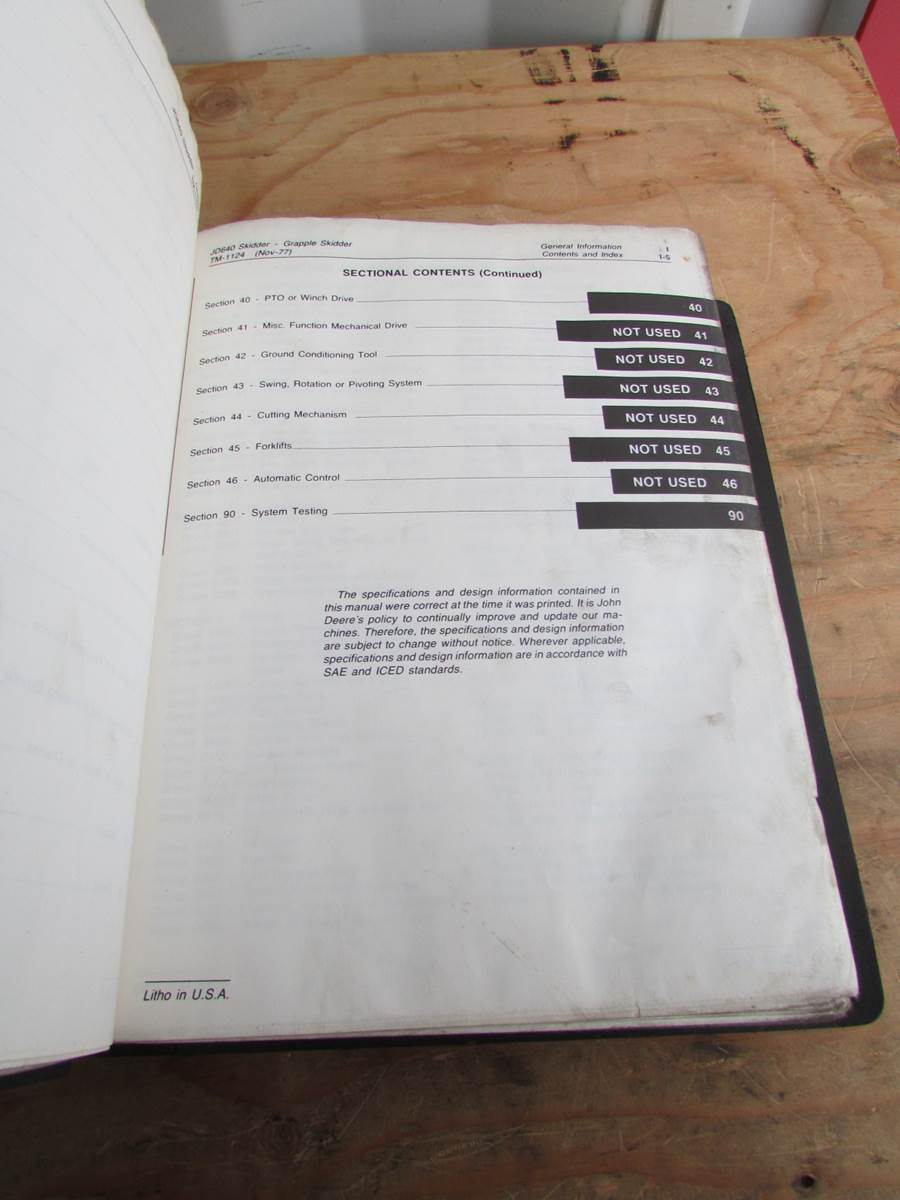 JD640 Skidder - Grapple Skidder General Information I
TM-1124 (Nov-77) Contents and Index 1-5
SECTIONAL CONTENTS (Continued)
Section 40 - PTO or Winch Drive 40
Section 41 - Misc. Function Mechanical Drive NOT USED 41
Section 42 - Ground Conditioning Tool NOT USED 42
Section 43 - Swing, Rotation or Pivoting System NOT USED 43
Section 44 - Cutting Mechanism NOT USED 44
Section 45 - Forklifts NOT USED 45
Section 46 - Automatic Control NOT USED 46
Section 90 - System Testing 90
The specifications and design information contained in
this manual were correct at the time it was printed. It is John
Deere's policy to continually improve and update our ma-
chines. Therefore, the specifications and design information
are subject to change without notice. Wherever applicable,
specifications and design information are in accordance with
SAE and ICED standards.
Litho in U.S.A.